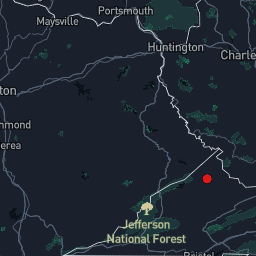 Portsmouth
Maysville
Huntington
Charle
ton
hmond
erea
Jefferson
National Forest
Bristol